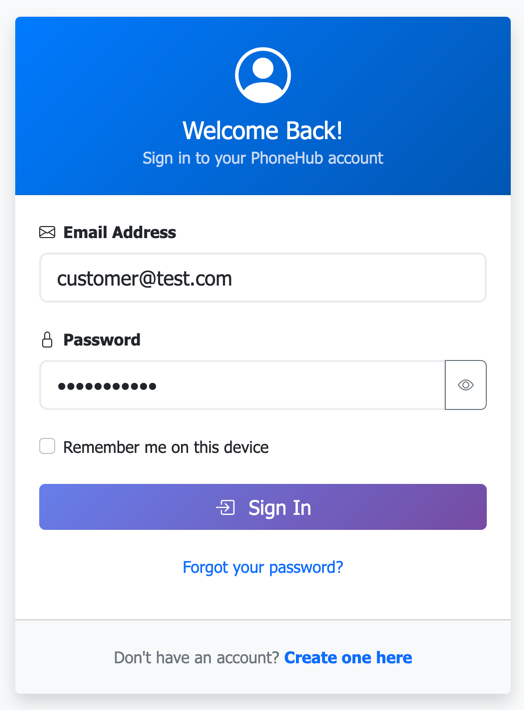 Welcome Back!
Sign in to your PhoneHub account
Email Address
customer@test.com
Password
•••••••••••
Remember me on this device
Sign In
Forgot your password?
Don't have an account? Create one here